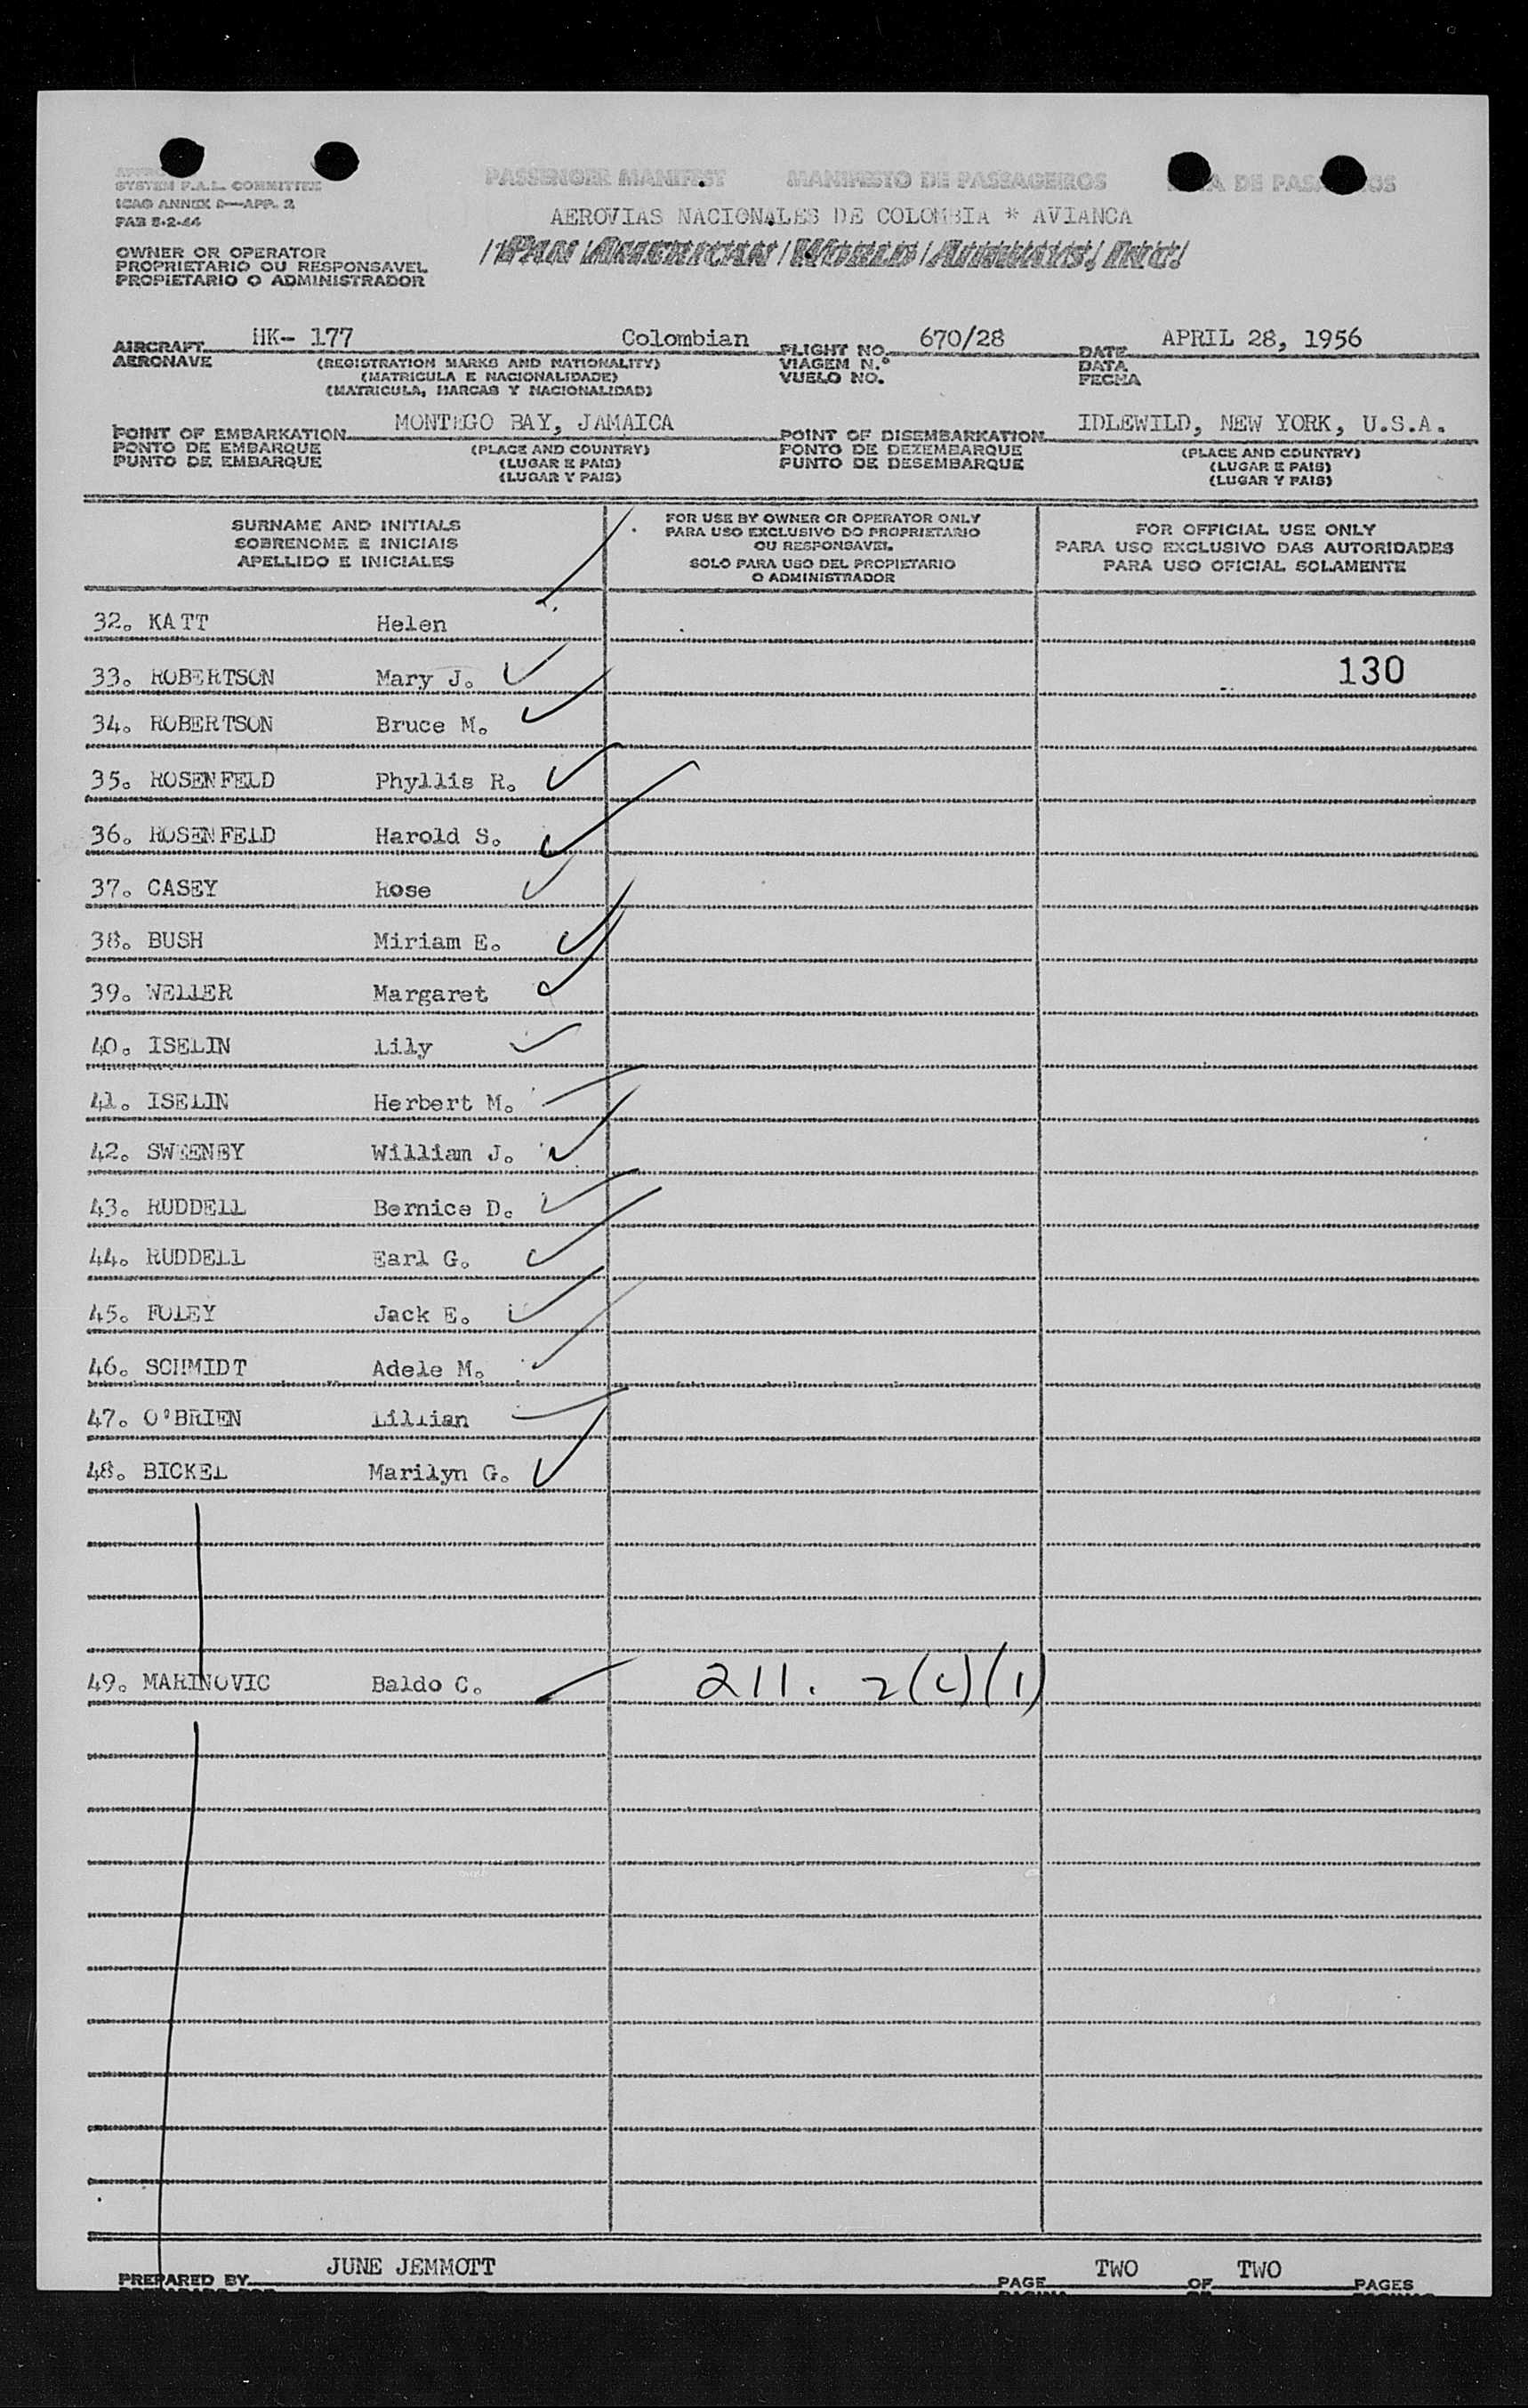 SYSTEM F.A.L. COMMITTEE
ICAO ANNEX 9—APP. 2
PAB 5-2-44
PASSENGER MANIFEST MANIFESTO DE PASSAGEIROS DE
AEROVIAS NACIONALES DE COLOMBIA * AVIANCA
PAN AMERICAN WORLD AIRWAYS, INC.
OWNER OR OPERATOR
PROPRIETARIO OU RESPONSAVEL
PROPIETARIO O ADMINISTRADOR
AIRCRAFT HK- 177 Colombian FLIGHT NO. 670/28 DATE APRIL 28, 1956
AERONAVE (REGISTRATION MARKS AND NATIONALITY) VIAGEM N.º DATA
(MATRICULA E NACIONALIDADE) VUELO NO. FECHA
(MATRICULA, MARCAS Y NACIONALIDAD)
POINT OF EMBARKATION MONTEGO BAY, JAMAICA POINT OF DISEMBARKATION IDLEWILD, NEW YORK, U.S.A.
PONTO DE EMBARQUE (PLACE AND COUNTRY) PONTO DE DEZEMBARQUE (PLACE AND COUNTRY)
PUNTO DE EMBARQUE (LUGAR E PAIS) PUNTO DE DESEMBARQUE (LUGAR E PAIS)
(LUGAR Y PAIS) (LUGAR Y PAIS)
SURNAME AND INITIALS
SOBRENOME E INICIAIS
APELLIDO E INICIALES
FOR USE BY OWNER OR OPERATOR ONLY
PARA USO EXCLUSIVO DO PROPRIETARIO
OU RESPONSAVEL
SOLO PARA USO DEL PROPIETARIO
O ADMINISTRADOR
FOR OFFICIAL USE ONLY
PARA USO EXCLUSIVO DAS AUTORIDADES
PARA USO OFICIAL SOLAMENTE
32. KATT Helen
33. ROBERTSON Mary J. 130
34. ROBERTSON Bruce M.
35. ROSENFELD Phyllis R.
36. ROSENFELD Harold S.
37. CASEY Rose
38. BUSH Miriam E.
39. WELLER Margaret
40. ISELIN Lily
41. ISELIN Herbert M.
42. SWEENEY William J.
43. RUDDELL Bernice D.
44. RUDDELL Earl G.
45. FOLEY Jack E.
46. SCHMIDT Adele M.
47. O'BRIEN Lillian
48. BICKEL Marilyn G.
49. MARINOVIC Baldo C. 211. 2(c)(1)
PREPARED BY JUNE JEMMOTT PAGE TWO OF TWO PAGES